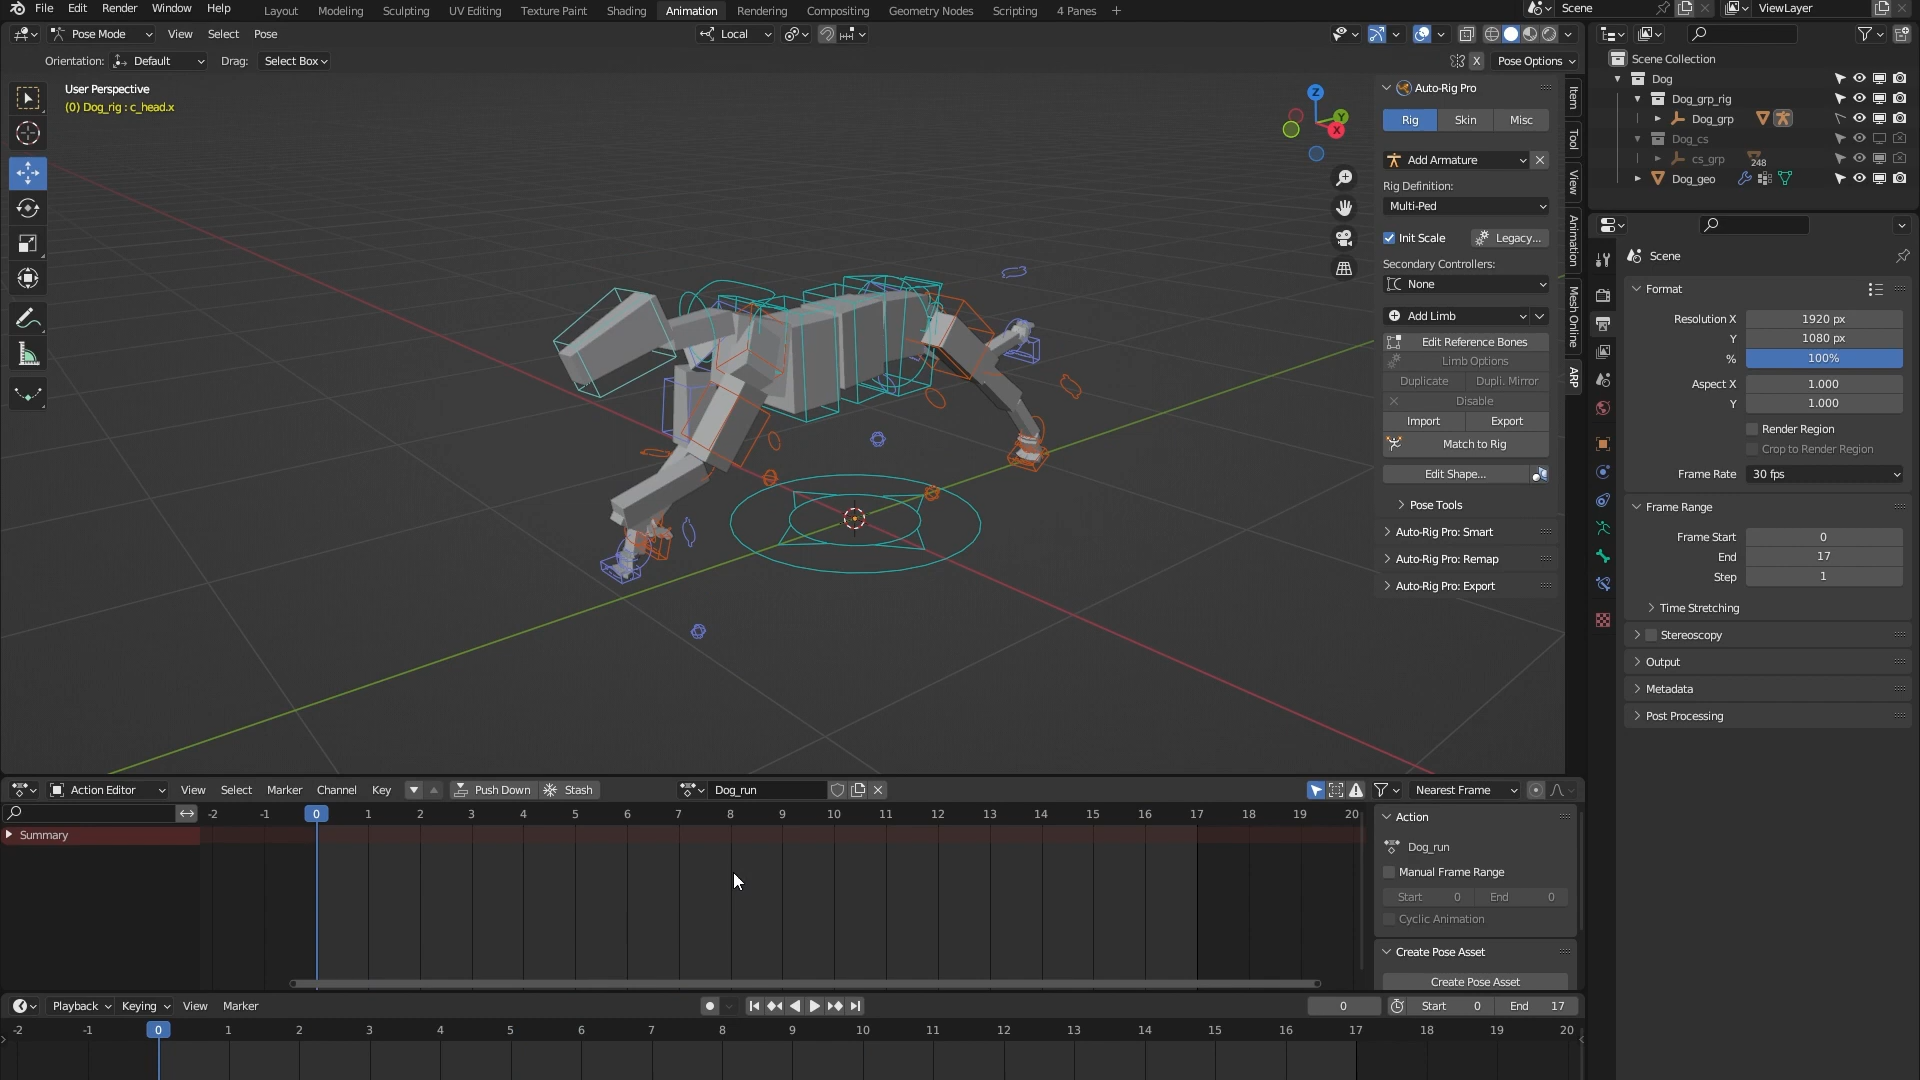 File Edit Render Window Help Layout Modeling Sculpting UV Editing Texture Paint Shading Animation Rendering Compositing Geometry Nodes Scripting 4 Panes + Scene ViewLayer
Pose Mode View Select Pose Local
Orientation: Default Drag: Select Box X Pose Options
User Perspective
(0) Dog_rig : c_head.x
Z
Y
X
Auto-Rig Pro
Rig Skin Misc
Add Armature
Rig Definition:
Multi-Ped
Init Scale Legacy...
Secondary Controllers:
None
Add Limb
Edit Reference Bones
Limb Options
Duplicate Dupli. Mirror
Disable
Import Export
Match to Rig
Edit Shape...
Pose Tools
Auto-Rig Pro: Smart
Auto-Rig Pro: Remap
Auto-Rig Pro: Export
Item
Tool
View
Animation
Mesh Online
ARP
Scene Collection
Dog
Dog_grp_rig
Dog_grp
Dog_cs
cs_grp 248
Dog_geo
Scene
Format
Resolution X 1920 px
Y 1080 px
% 100%
Aspect X 1.000
Y 1.000
Render Region
Crop to Render Region
Frame Rate 30 fps
Frame Range
Frame Start 0
End 17
Step 1
Time Stretching
Stereoscopy
Output
Metadata
Post Processing
Action Editor View Select Marker Channel Key Push Down Stash Dog_run Nearest Frame
-2 -1 0 1 2 3 4 5 6 7 8 9 10 11 12 13 14 15 16 17 18 19 20
Summary
Action
Dog_run
Manual Frame Range
Start 0 End 0
Cyclic Animation
Create Pose Asset
Create Pose Asset
Playback Keying View Marker 0 Start 0 End 17
-2 -1 0 1 2 3 4 5 6 7 8 9 10 11 12 13 14 15 16 17 18 19 20